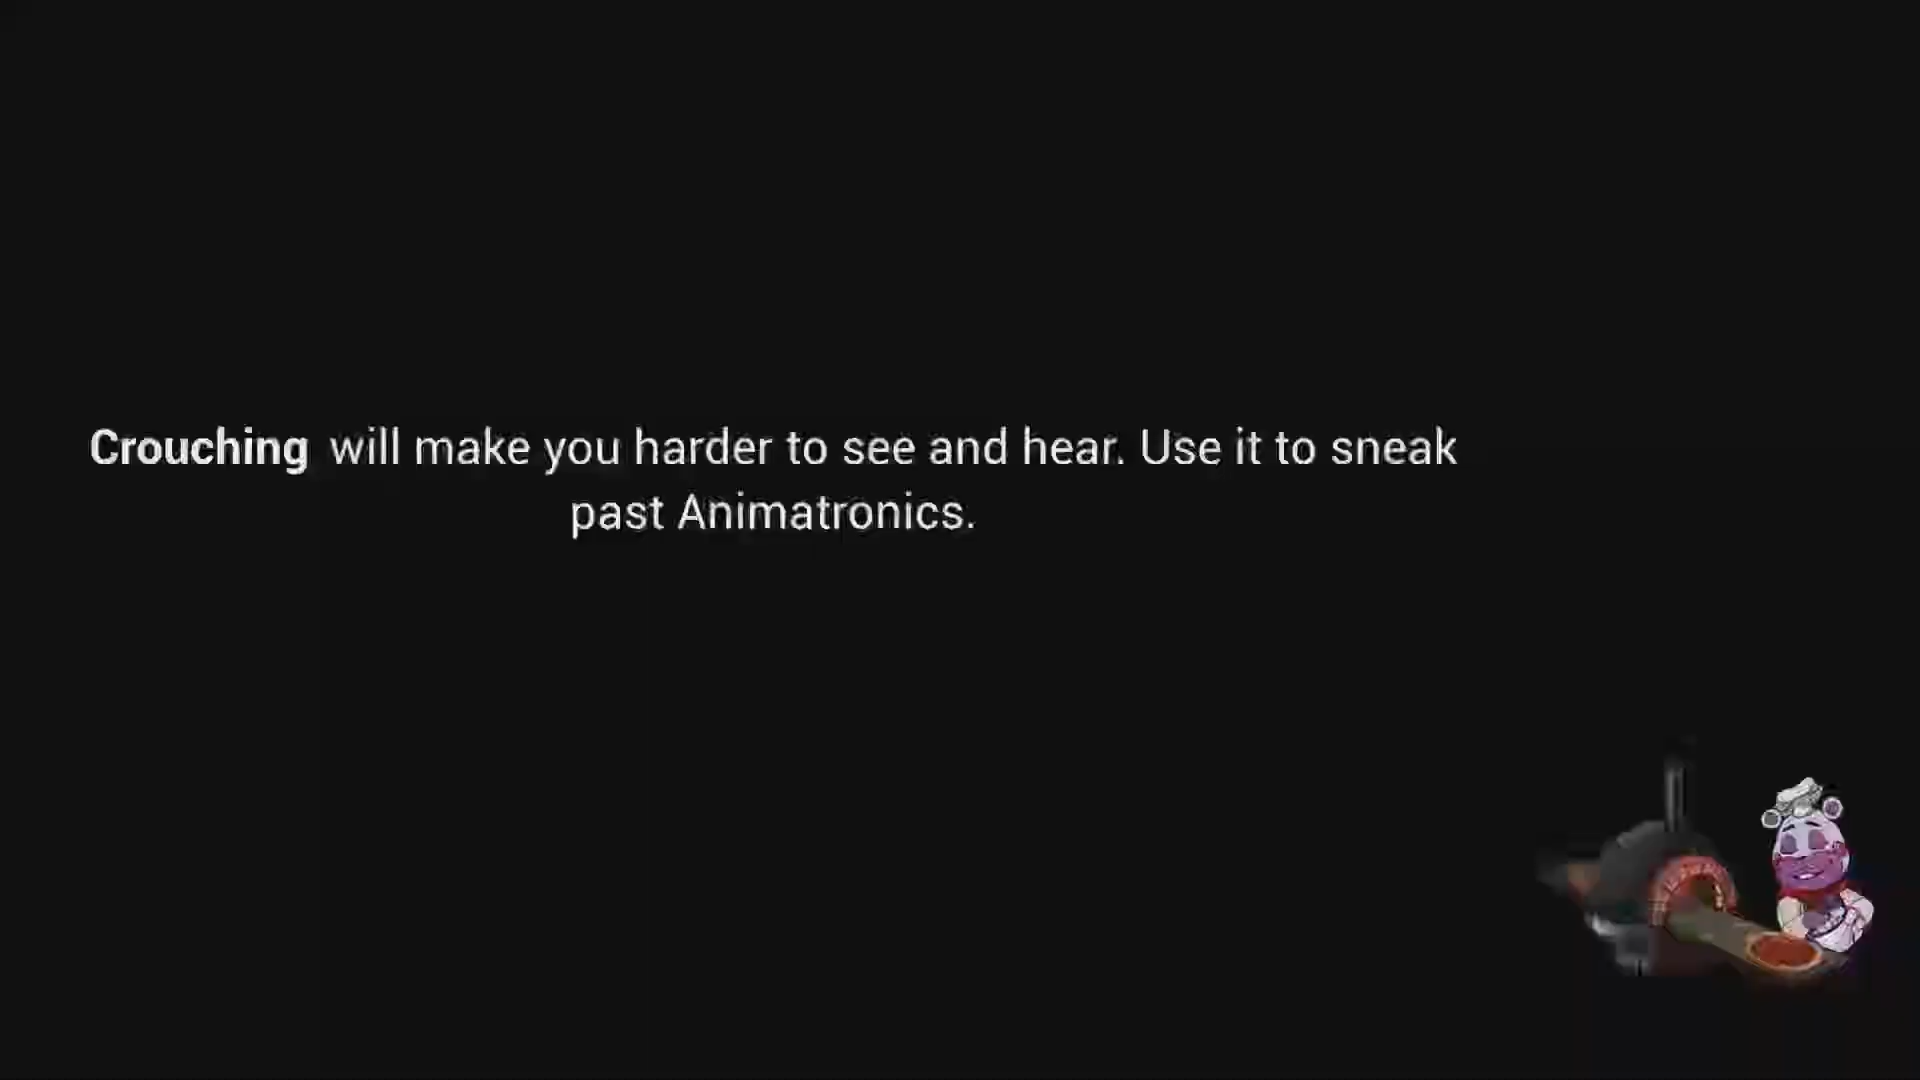 Crouching will make you harder to see and hear. Use it to sneak
past Animatronics.